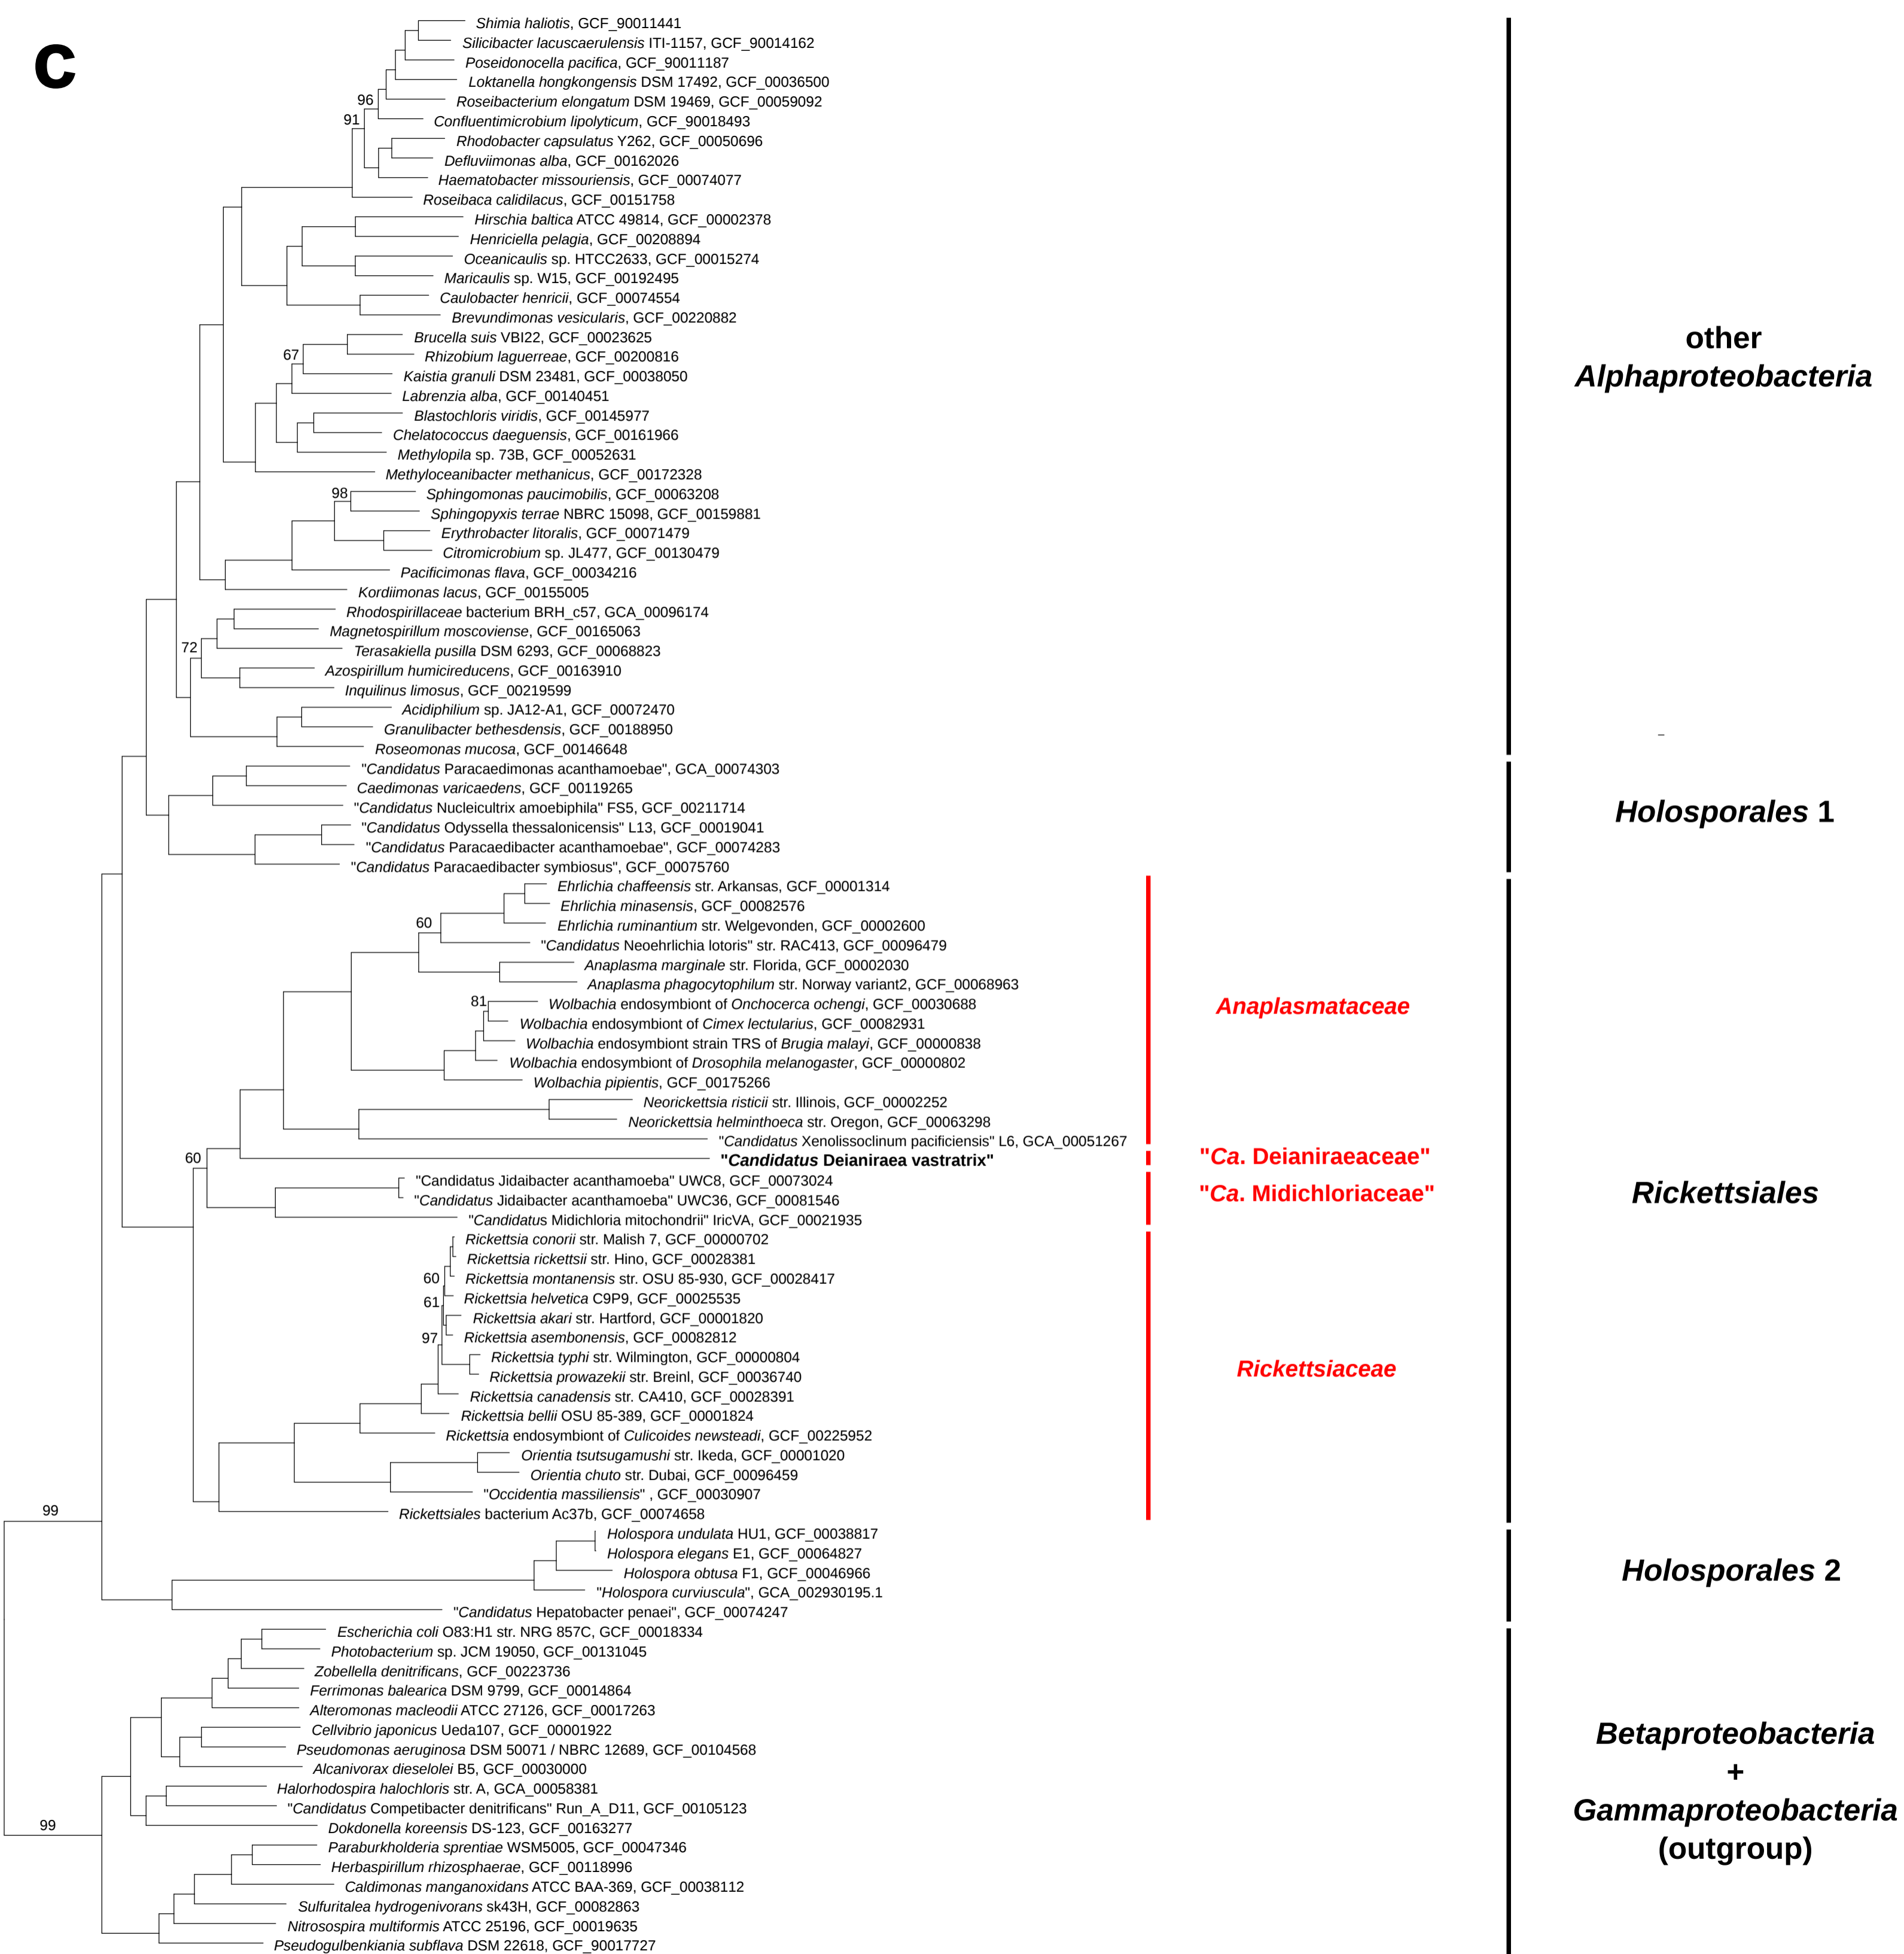 c
Shimia haliotis, GCF_90011441
Silicibacter lacuscaerulensis ITI-1157, GCF_90014162
Poseidonocella pacifica, GCF_90011187
Loktanella hongkongensis DSM 17492, GCF_00036500
96
Roseibacterium elongatum DSM 19469, GCF_00059092
91
Confluentimicrobium lipolyticum, GCF_90018493
Rhodobacter capsulatus Y262, GCF_00050696
Defluviimonas alba, GCF_00162026
Haematobacter missouriensis, GCF_00074077
Roseibaca calidilacus, GCF_00151758
Hirschia baltica ATCC 49814, GCF_00002378
Henriciella pelagia, GCF_00208894
Oceanicaulis sp. HTCC2633, GCF_00015274
Maricaulis sp. W15, GCF_00192495
Caulobacter henricii, GCF_00074554
Brevundimonas vesicularis, GCF_00220882
Brucella suis VBI22, GCF_00023625
67
Rhizobium laguerreae, GCF_00200816
Kaistia granuli DSM 23481, GCF_00038050
Labrenzia alba, GCF_00140451
Blastochloris viridis, GCF_00145977
Chelatococcus daeguensis, GCF_00161966
Methylopila sp. 73B, GCF_00052631
Methyloceanibacter methanicus, GCF_00172328
98
Sphingomonas paucimobilis, GCF_00063208
Sphingopyxis terrae NBRC 15098, GCF_00159881
Erythrobacter litoralis, GCF_00071479
Citromicrobium sp. JL477, GCF_00130479
Pacificimonas flava, GCF_00034216
Kordiimonas lacus, GCF_00155005
Rhodospirillaceae bacterium BRH_c57, GCA_00096174
Magnetospirillum moscoviense, GCF_00165063
72
Terasakiella pusilla DSM 6293, GCF_00068823
Azospirillum humicireducens, GCF_00163910
Inquilinus limosus, GCF_00219599
Acidiphilium sp. JA12-A1, GCF_00072470
Granulibacter bethesdensis, GCF_00188950
Roseomonas mucosa, GCF_00146648
other
Alphaproteobacteria
"Candidatus Paracaedimonas acanthamoebae", GCA_00074303
Caedimonas varicaedens, GCF_00119265
"Candidatus Nucleicultrix amoebiphila" FS5, GCF_00211714
"Candidatus Odyssella thessalonicensis" L13, GCF_00019041
"Candidatus Paracaedibacter acanthamoebae", GCF_00074283
"Candidatus Paracaedibacter symbiosus", GCF_00075760
Holosporales 1
Ehrlichia chaffeensis str. Arkansas, GCF_00001314
Ehrlichia minasensis, GCF_00082576
60
Ehrlichia ruminantium str. Welgevonden, GCF_00002600
"Candidatus Neoehrlichia lotoris" str. RAC413, GCF_00096479
Anaplasma marginale str. Florida, GCF_00002030
Anaplasma phagocytophilum str. Norway variant2, GCF_00068963
81
Wolbachia endosymbiont of Onchocerca ochengi, GCF_00030688
Wolbachia endosymbiont of Cimex lectularius, GCF_00082931
Wolbachia endosymbiont strain TRS of Brugia malayi, GCF_00000838
Wolbachia endosymbiont of Drosophila melanogaster, GCF_00000802
Wolbachia pipientis, GCF_00175266
Neorickettsia risticii str. Illinois, GCF_00002252
Neorickettsia helminthoeca str. Oregon, GCF_00063298
"Candidatus Xenolissoclinum pacificiensis" L6, GCA_00051267
Anaplasmataceae
60
"Candidatus Deianiraea vastratrix"
"Ca. Deianiraeaceae"
"Candidatus Jidaibacter acanthamoeba" UWC8, GCF_00073024
"Candidatus Jidaibacter acanthamoeba" UWC36, GCF_00081546
"Candidatus Midichloria mitochondrii" IricVA, GCF_00021935
"Ca. Midichloriaceae"
Rickettsiales
Rickettsia conorii str. Malish 7, GCF_00000702
Rickettsia rickettsii str. Hino, GCF_00028381
60
Rickettsia montanensis str. OSU 85-930, GCF_00028417
61
Rickettsia helvetica C9P9, GCF_00025535
Rickettsia akari str. Hartford, GCF_00001820
97
Rickettsia asembonensis, GCF_00082812
Rickettsia typhi str. Wilmington, GCF_00000804
Rickettsia prowazekii str. Breinl, GCF_00036740
Rickettsia canadensis str. CA410, GCF_00028391
Rickettsia bellii OSU 85-389, GCF_00001824
Rickettsia endosymbiont of Culicoides newsteadi, GCF_00225952
Orientia tsutsugamushi str. Ikeda, GCF_00001020
Orientia chuto str. Dubai, GCF_00096459
"Occidentia massiliensis" , GCF_00030907
Rickettsiales bacterium Ac37b, GCF_00074658
Rickettsiaceae
99
Holospora undulata HU1, GCF_00038817
Holospora elegans E1, GCF_00064827
Holospora obtusa F1, GCF_00046966
"Holospora curviuscula", GCA_002930195.1
"Candidatus Hepatobacter penaei", GCF_00074247
Holosporales 2
Escherichia coli O83:H1 str. NRG 857C, GCF_00018334
Photobacterium sp. JCM 19050, GCF_00131045
Zobellella denitrificans, GCF_00223736
Ferrimonas balearica DSM 9799, GCF_00014864
Alteromonas macleodii ATCC 27126, GCF_00017263
Cellvibrio japonicus Ueda107, GCF_00001922
Pseudomonas aeruginosa DSM 50071 / NBRC 12689, GCF_00104568
Alcanivorax dieselolei B5, GCF_00030000
Halorhodospira halochloris str. A, GCA_00058381
"Candidatus Competibacter denitrificans" Run_A_D11, GCF_00105123
99
Dokdonella koreensis DS-123, GCF_00163277
Paraburkholderia sprentiae WSM5005, GCF_00047346
Herbaspirillum rhizosphaerae, GCF_00118996
Caldimonas manganoxidans ATCC BAA-369, GCF_00038112
Sulfuritalea hydrogenivorans sk43H, GCF_00082863
Nitrosospira multiformis ATCC 25196, GCF_00019635
Pseudogulbenkiania subflava DSM 22618, GCF_90017727
Betaproteobacteria
+
Gammaproteobacteria
(outgroup)